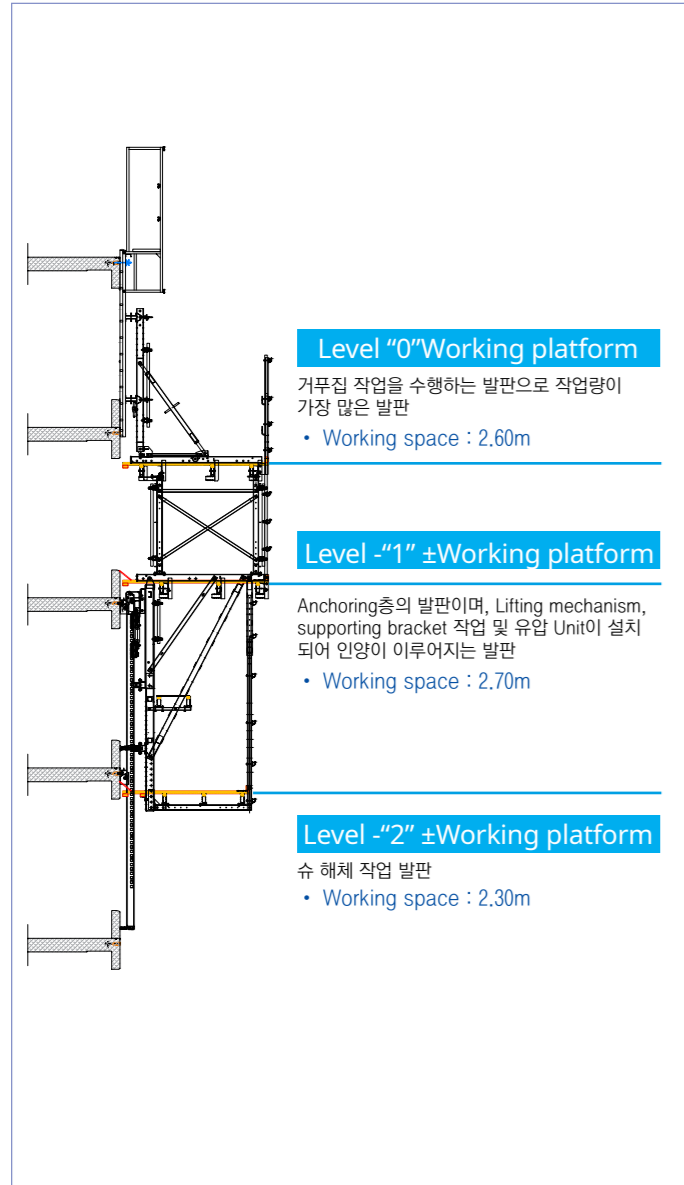 Level “0”Working platform
거푸집 작업을 수행하는 발판으로 작업량이
가장 많은 발판
• Working space : 2.60m
Level -“1” ±Working platform
Anchoring층의 발판이며, Lifting mechanism,
supporting bracket 작업 및 유압 Unit이 설치
되어 인양이 이루어지는 발판
• Working space : 2.70m
Level -“2” ±Working platform
슈 해체 작업 발판
• Working space : 2.30m